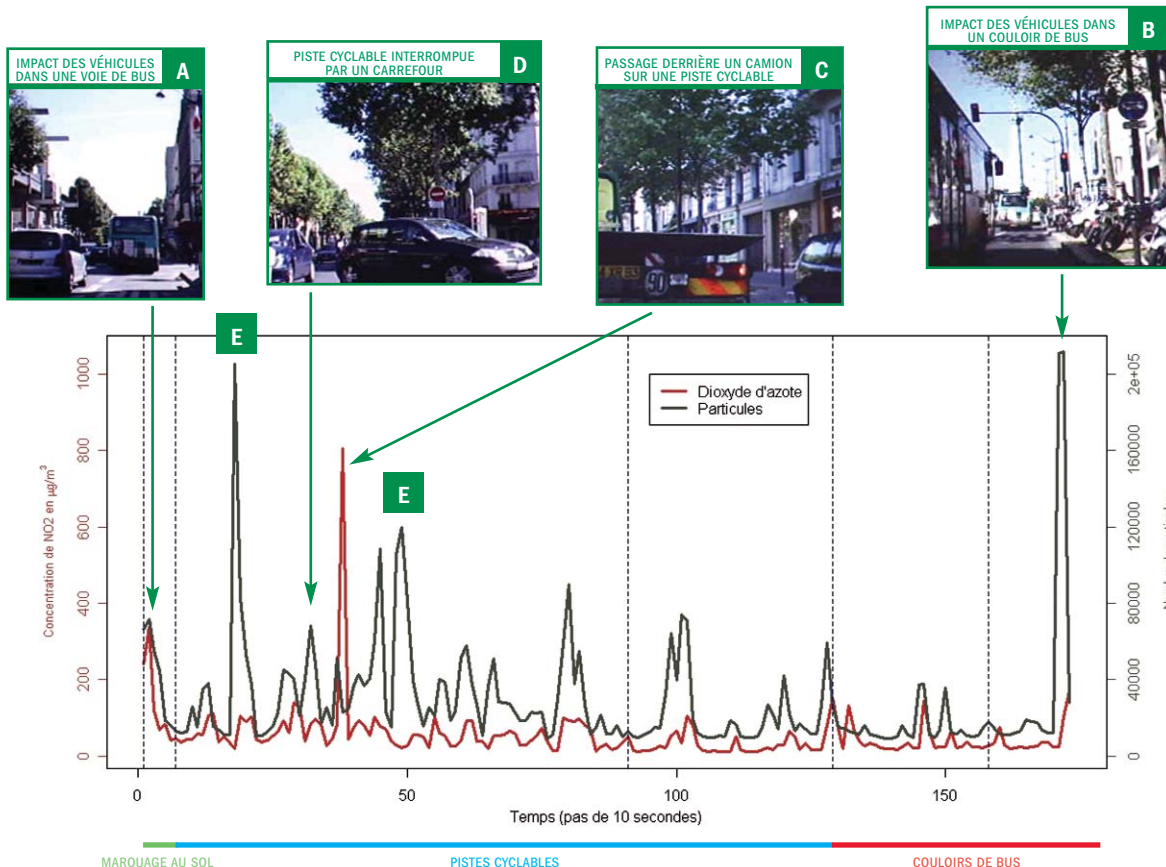 IMPACT DES VÉHICULES
DANS UNE VOIE DE BUS
A
PISTE CYCLABLE INTERROMPUE
PAR UN CARREFOUR
D
PASSAGE DERRIÈRE UN CAMION
SUR UNE PISTE CYCLABLE
C
IMPACT DES VÉHICULES DANS
UN COULOIR DE BUS
B
90
E
E
Dioxyde d'azote
Particules
Concentration de NO2 en µg/m³
1000
800
600
400
200
0
2e+05
160000
120000
80000
40000
0
0
50
100
150
Temps (pas de 10 secondes)
MAROUAGE AU SOL
PISTES CYCLABLES
COULOIRS DE BUS